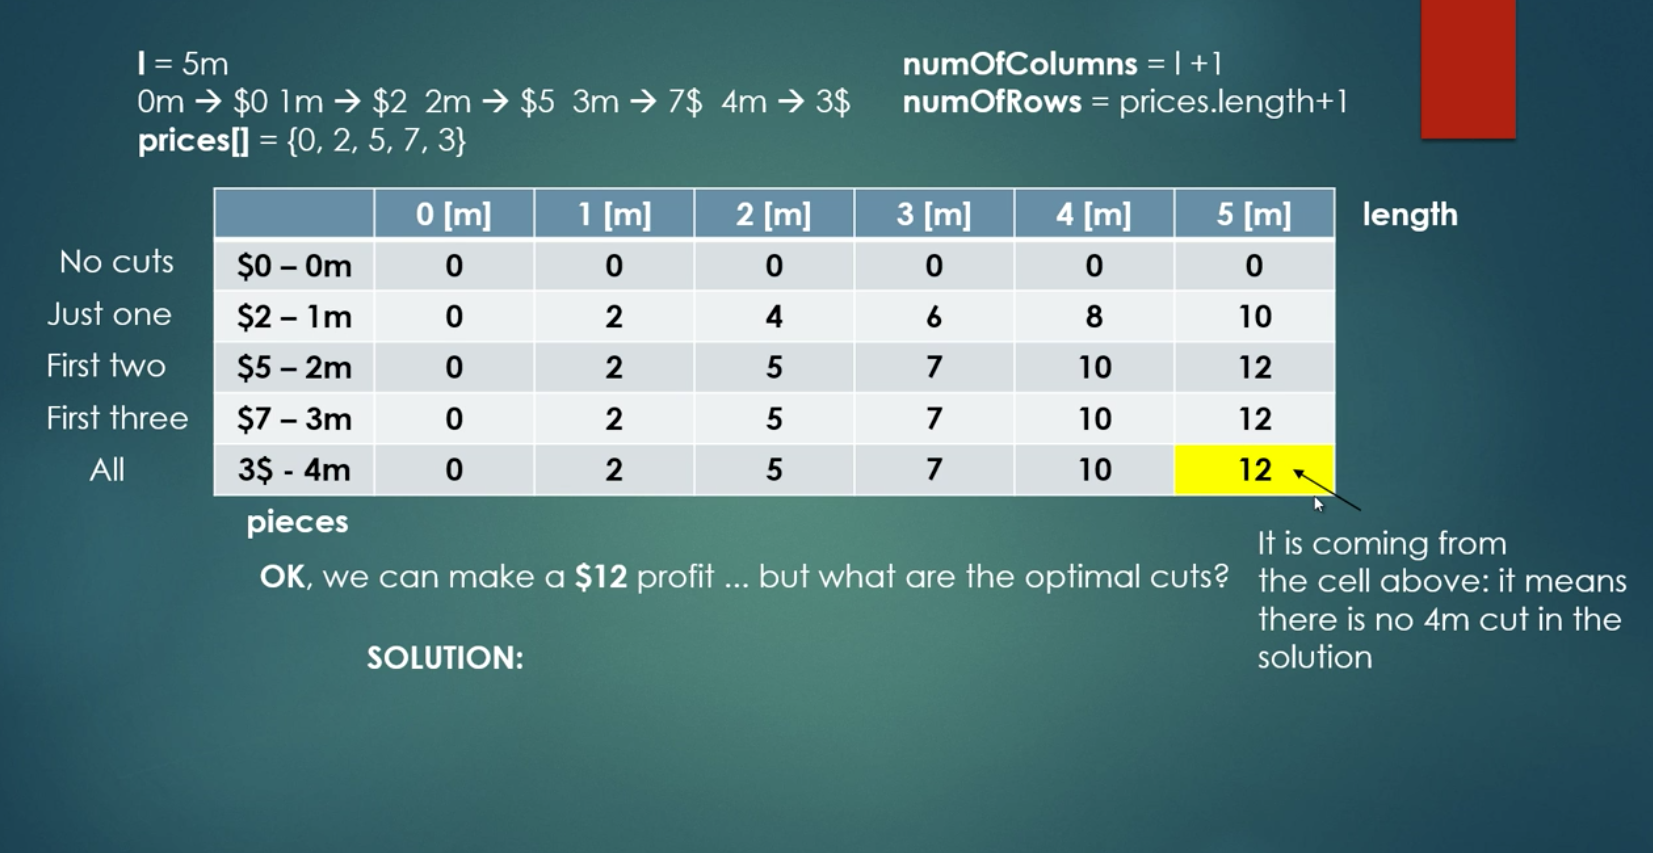 l = 5m
0m → $0 1m → $2 2m → $5 3m → 7$ 4m → 3$
prices[] = {0, 2, 5, 7, 3}
numOfColumns = l +1
numOfRows = prices.length+1
0 [m] 1 [m] 2 [m] 3 [m] 4 [m] 5 [m] length
No cuts $0 – 0m 0 0 0 0 0 0
Just one $2 – 1m 0 2 4 6 8 10
First two $5 – 2m 0 2 5 7 10 12
First three $7 – 3m 0 2 5 7 10 12
All 3$ - 4m 0 2 5 7 10 12
pieces
OK, we can make a $12 profit ... but what are the optimal cuts?
It is coming from
the cell above: it means
there is no 4m cut in the
solution
SOLUTION: